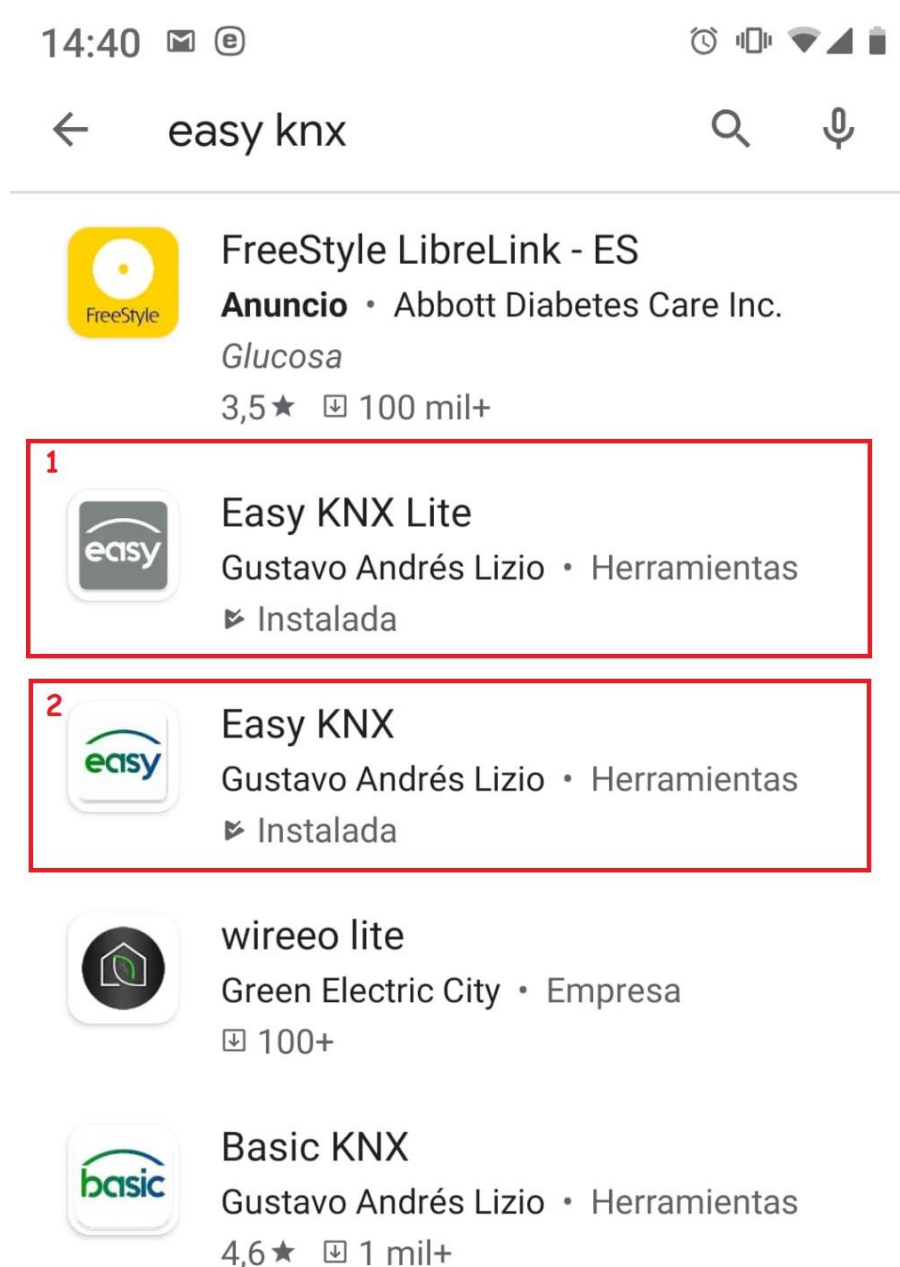 14:40
easy knx
FreeStyle
FreeStyle LibreLink - ES
Anuncio • Abbott Diabetes Care Inc.
Glucosa
3,5★ 100 mil+
1
easy
Easy KNX Lite
Gustavo Andrés Lizio • Herramientas
Instalada
2
easy
Easy KNX
Gustavo Andrés Lizio • Herramientas
Instalada
wireeo lite
Green Electric City • Empresa
100+
basic
Basic KNX
Gustavo Andrés Lizio • Herramientas
4,6★ 1 mil+